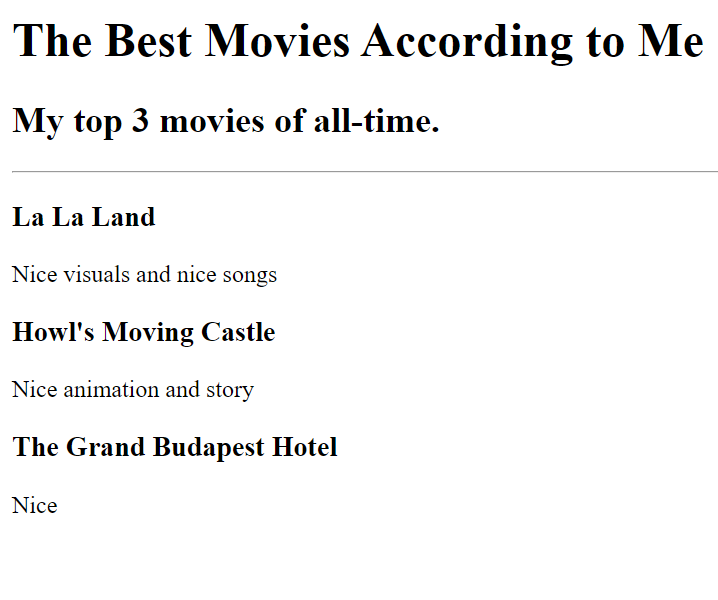 The Best Movies According to Me
My top 3 movies of all-time.
La La Land
Nice visuals and nice songs
Howl's Moving Castle
Nice animation and story
The Grand Budapest Hotel
Nice